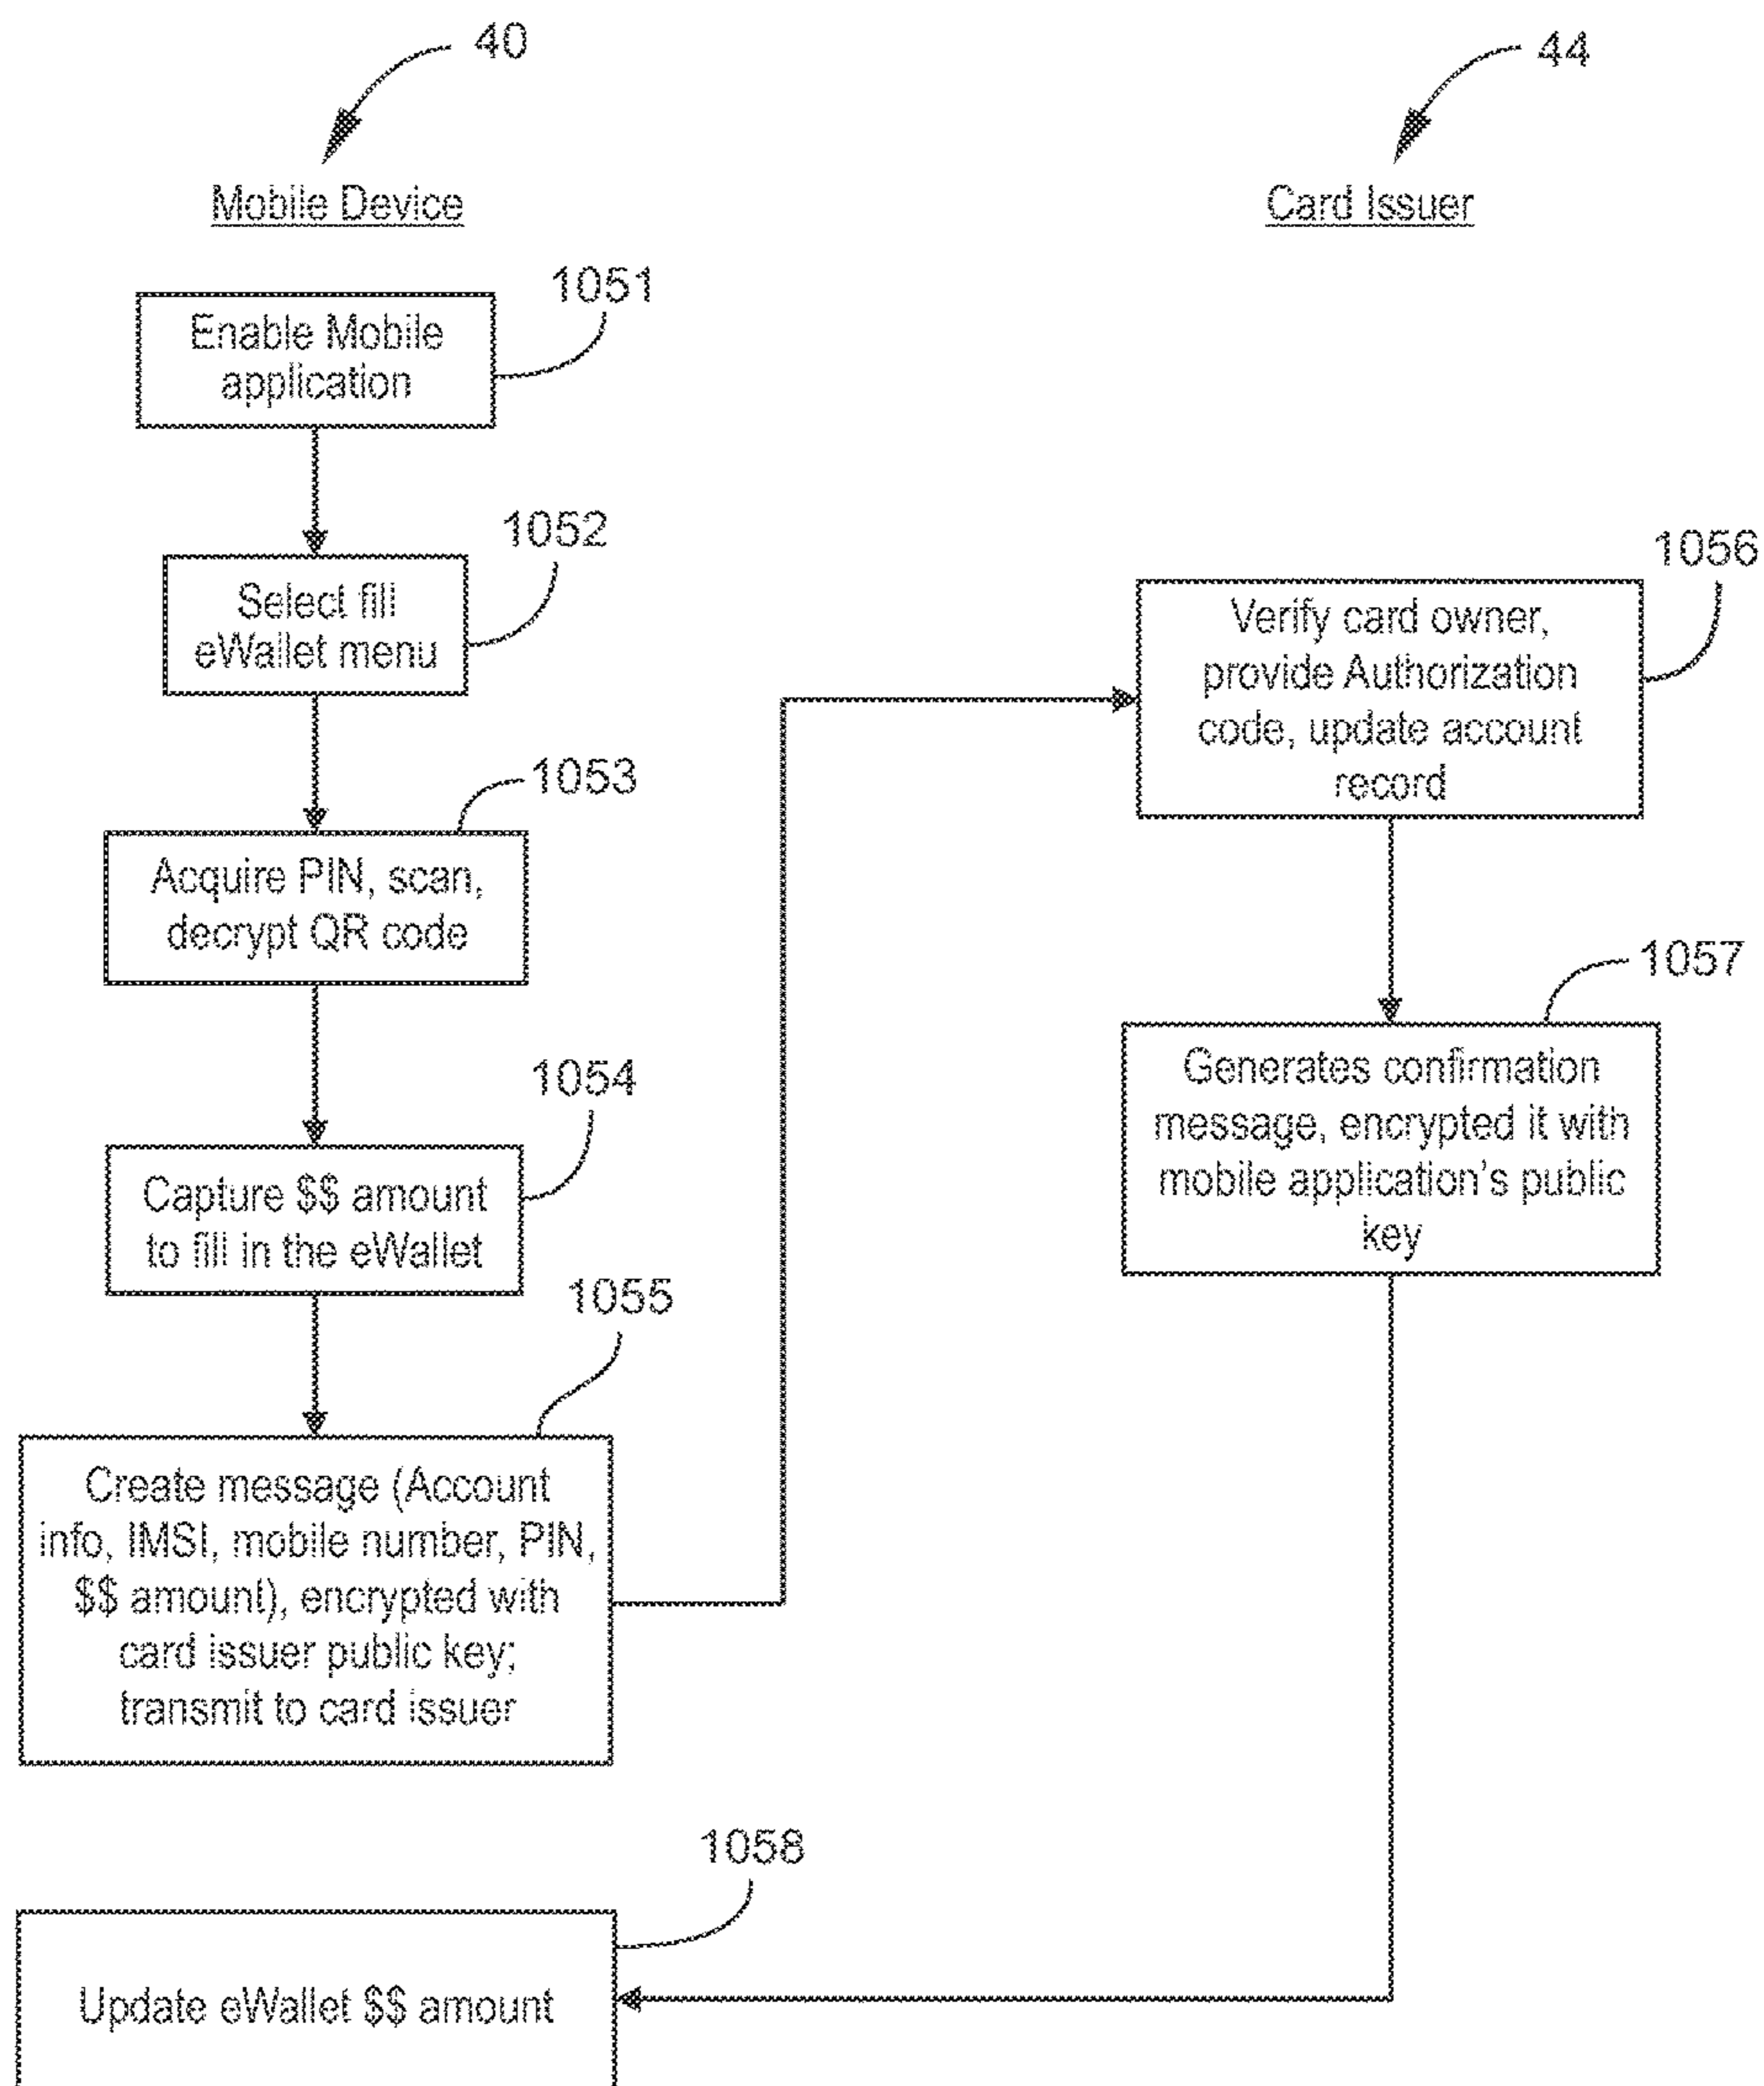 40
44
Mobile Device
Card Issuer
1051
Enable Mobile
application
1052
Select fill
eWallet menu
1053
Acquire PIN, scan,
decrypt QR code
1054
Capture $$ amount
to fill in the eWallet
1055
Create message (Account
info, IMSI, mobile number, PIN,
$$ amount), encrypted with
card issuer public key;
transmit to card issuer
1056
Verify card owner,
provide Authorization
code, update account
record
1057
Generates confirmation
message, encrypted it with
mobile application's public
key
1058
Update eWallet $$ amount